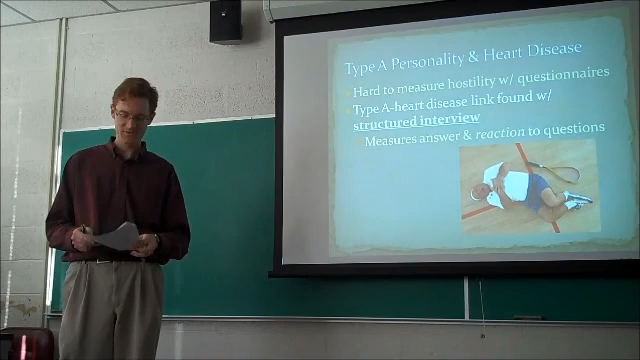 Type A Personality & Heart Disease
Hard to measure hostility w/ questionnaires
Type A-heart disease link found w/
structured interview
Measures answer & reaction to questions